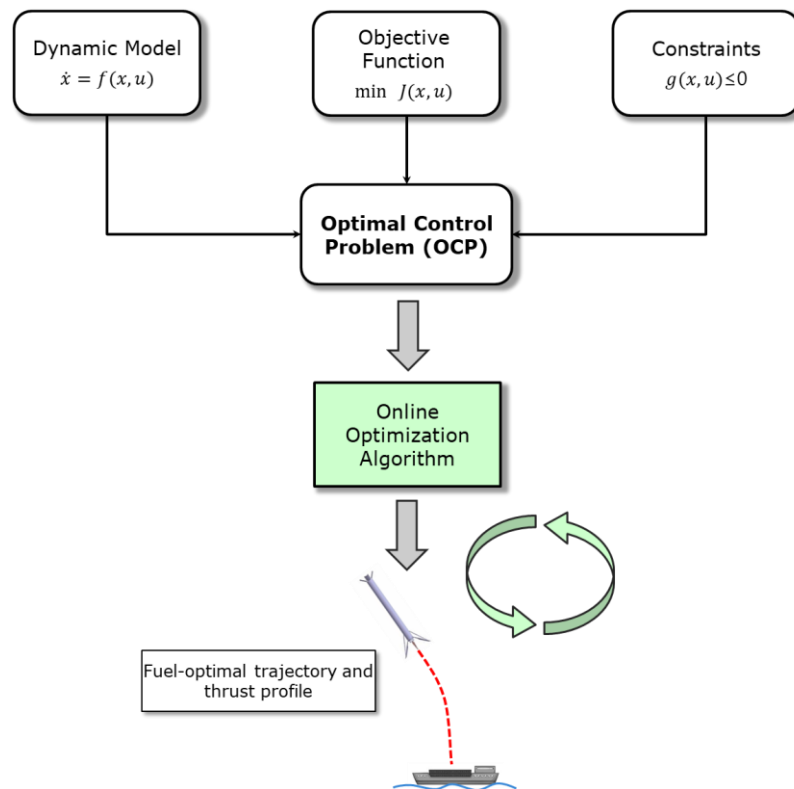 Dynamic Model
ẋ = f(x, u)
Objective
Function
min J(x, u)
Constraints
g(x, u)≤0
Optimal Control
Problem (OCP)
Online
Optimization
Algorithm
Fuel-optimal trajectory and
thrust profile